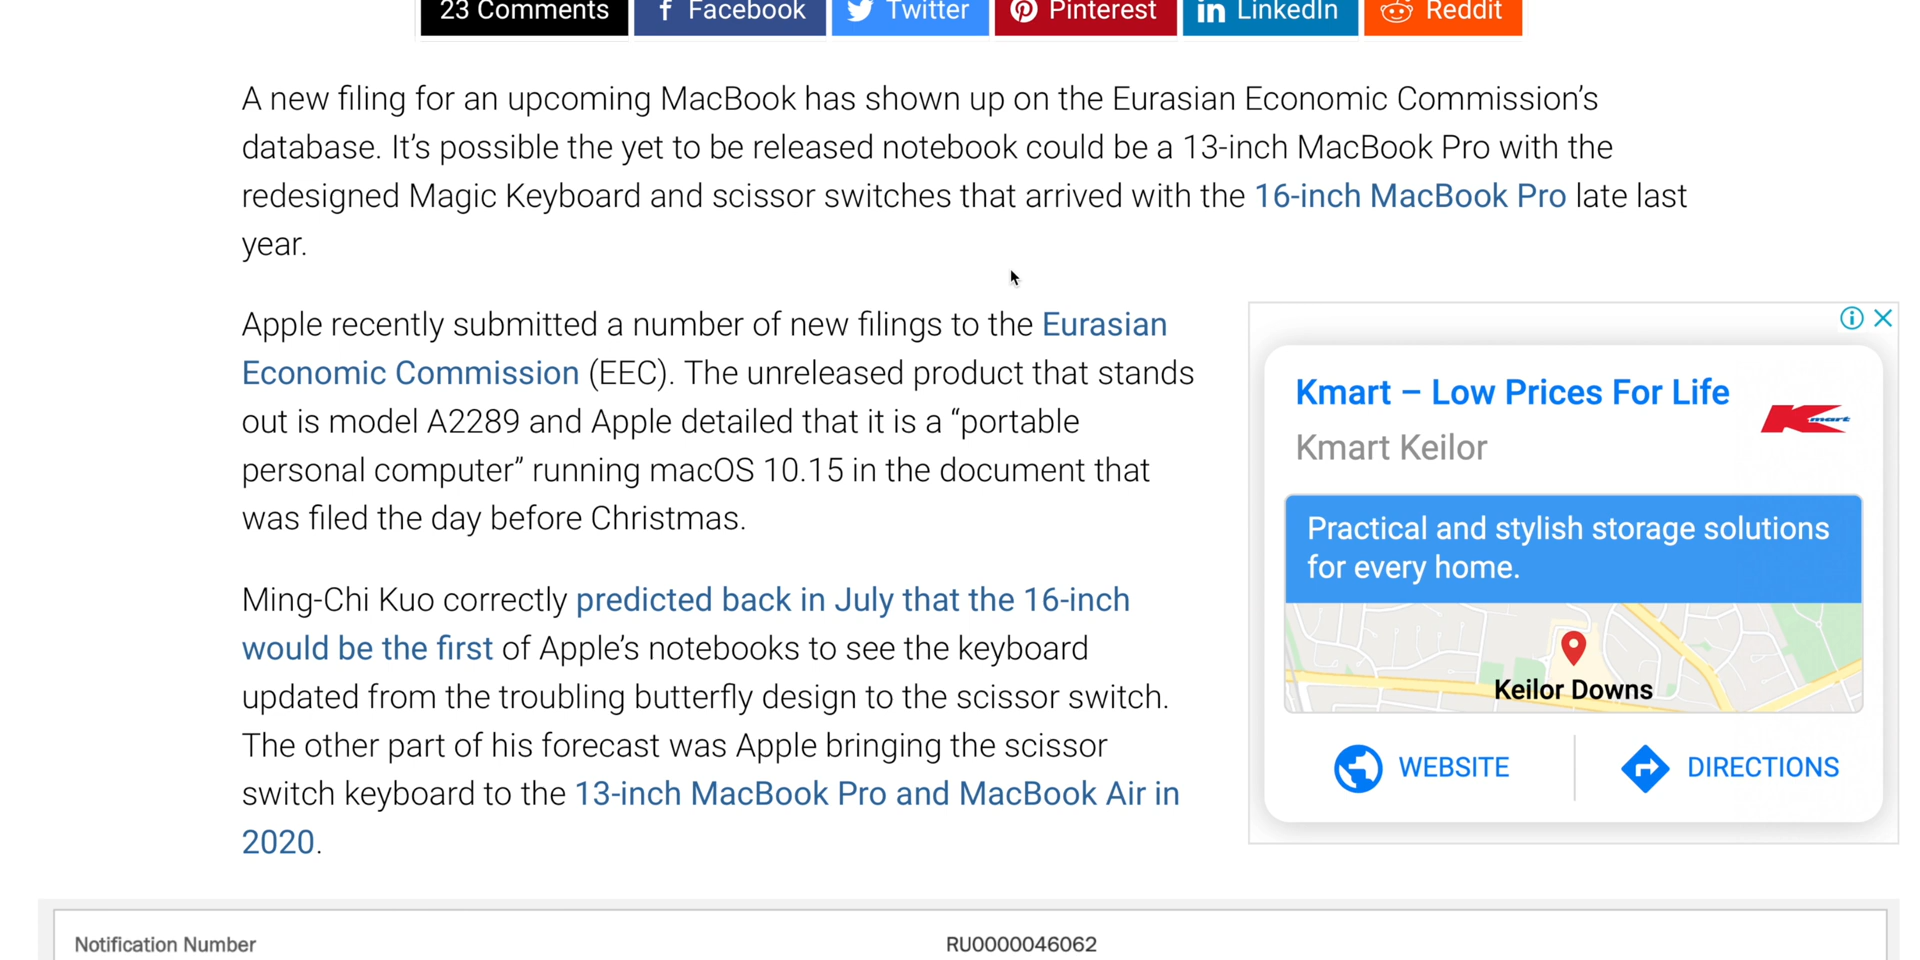 23 Comments
Facebook
Twitter
Pinterest
LinkedIn
Reddit
A new filing for an upcoming MacBook has shown up on the Eurasian Economic Commission’s
database. It’s possible the yet to be released notebook could be a 13-inch MacBook Pro with the
redesigned Magic Keyboard and scissor switches that arrived with the 16-inch MacBook Pro late last
year.
Apple recently submitted a number of new filings to the Eurasian
Economic Commission (EEC). The unreleased product that stands
out is model A2289 and Apple detailed that it is a “portable
personal computer” running macOS 10.15 in the document that
was filed the day before Christmas.
Ming-Chi Kuo correctly predicted back in July that the 16-inch
would be the first of Apple’s notebooks to see the keyboard
updated from the troubling butterfly design to the scissor switch.
The other part of his forecast was Apple bringing the scissor
switch keyboard to the 13-inch MacBook Pro and MacBook Air in
2020.
Kmart – Low Prices For Life
Kmart Keilor
Kmart
Practical and stylish storage solutions
for every home.
Keilor Downs
WEBSITE
DIRECTIONS
Notification Number
RU0000046062